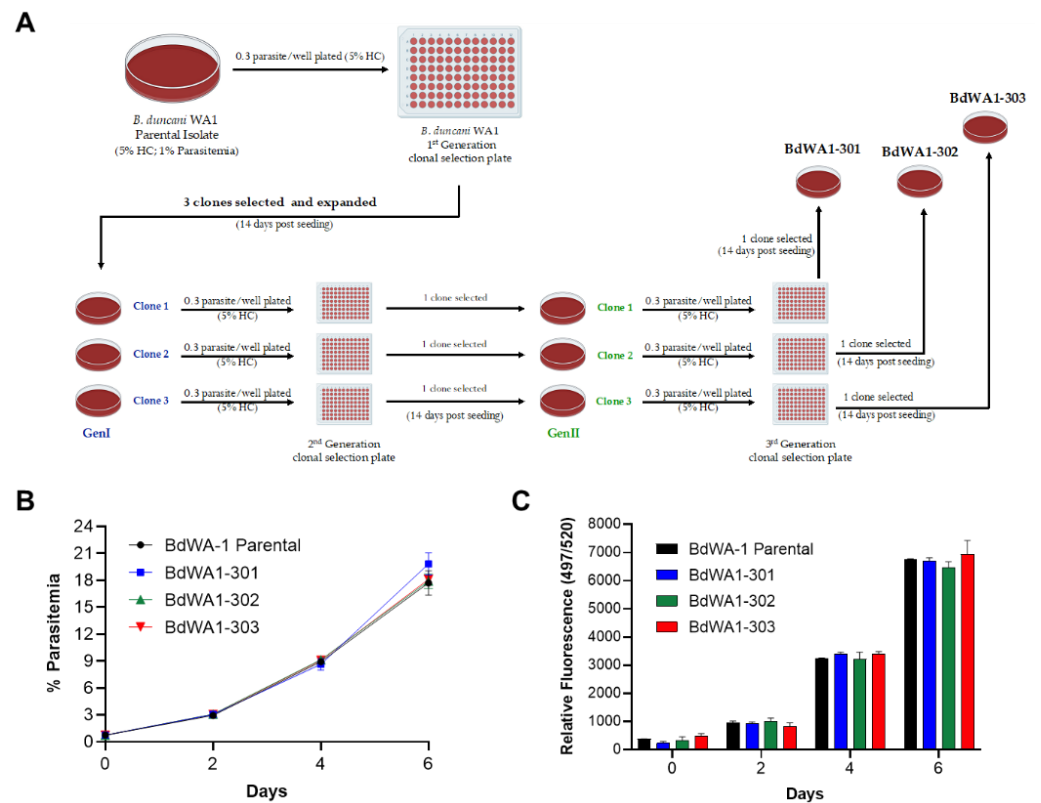 A
0.3 parasite/well plated (5% HC)
B. duncani WA1
Parental Isolate
(5% HC; 1% Parasitemia)
B. duncani WA1
1st Generation
clonal selection plate
3 clones selected and expanded
(14 days post seeding)
BdWA1-301
BdWA1-302
BdWA1-303
1 clone selected
(14 days post seeding)
Clone 1
0.3 parasite/well plated
(5% HC)
1 clone selected
Clone 1
0.3 parasite/well plated
(5% HC)
Clone 2
0.3 parasite/well plated
(5% HC)
1 clone selected
Clone 2
0.3 parasite/well plated
(5% HC)
1 clone selected
(14 days post seeding)
Clone 3
0.3 parasite/well plated
(5% HC)
1 clone selected
(14 days post seeding)
Clone 3
0.3 parasite/well plated
(5% HC)
1 clone selected
(14 days post seeding)
GenI
2nd Generation
clonal selection plate
GenII
3rd Generation
clonal selection plate
B
% Parasitemia
24
21
18
15
12
9
6
3
0
BdWA-1 Parental
BdWA1-301
BdWA1-302
BdWA1-303
0 2 4 6
Days
C
Relative Fluorescence (497/520)
8000
7000
6000
5000
4000
3000
2000
1000
0
BdWA-1 Parental
BdWA1-301
BdWA1-302
BdWA1-303
0 2 4 6
Days